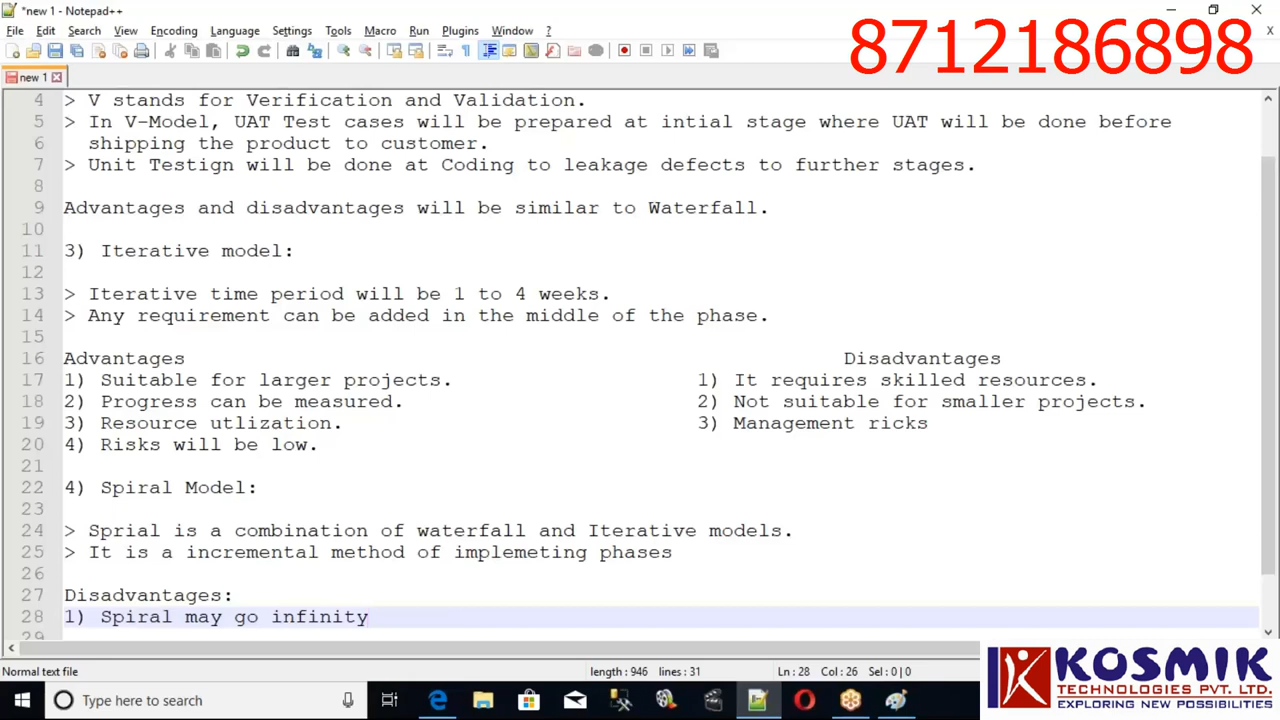 *new 1 - Notepad++
File Edit Search View Encoding Language Settings Tools Macro Run Plugins Window ? X
8712186898
new 1
4 > V stands for Verification and Validation.
5 > In V-Model, UAT Test cases will be prepared at intial stage where UAT will be done before
6 shipping the product to customer.
7 > Unit Testign will be done at Coding to leakage defects to further stages.
8
9 Advantages and disadvantages will be similar to Waterfall.
10
11 3) Iterative model:
12
13 > Iterative time period will be 1 to 4 weeks.
14 > Any requirement can be added in the middle of the phase.
15
16 Advantages Disadvantages
17 1) Suitable for larger projects. 1) It requires skilled resources.
18 2) Progress can be measured. 2) Not suitable for smaller projects.
19 3) Resource utlization. 3) Management ricks
20 4) Risks will be low.
21
22 4) Spiral Model:
23
24 > Sprial is a combination of waterfall and Iterative models.
25 > It is a incremental method of implemeting phases
26
27 Disadvantages:
28 1) Spiral may go infinity
29
Normal text file length : 946 lines : 31 Ln : 28 Col : 26 Sel : 0 | 0
Type here to search
KOSMIK
TECHNOLOGIES PVT. LTD.
EXPLORING NEW POSSIBILITIES